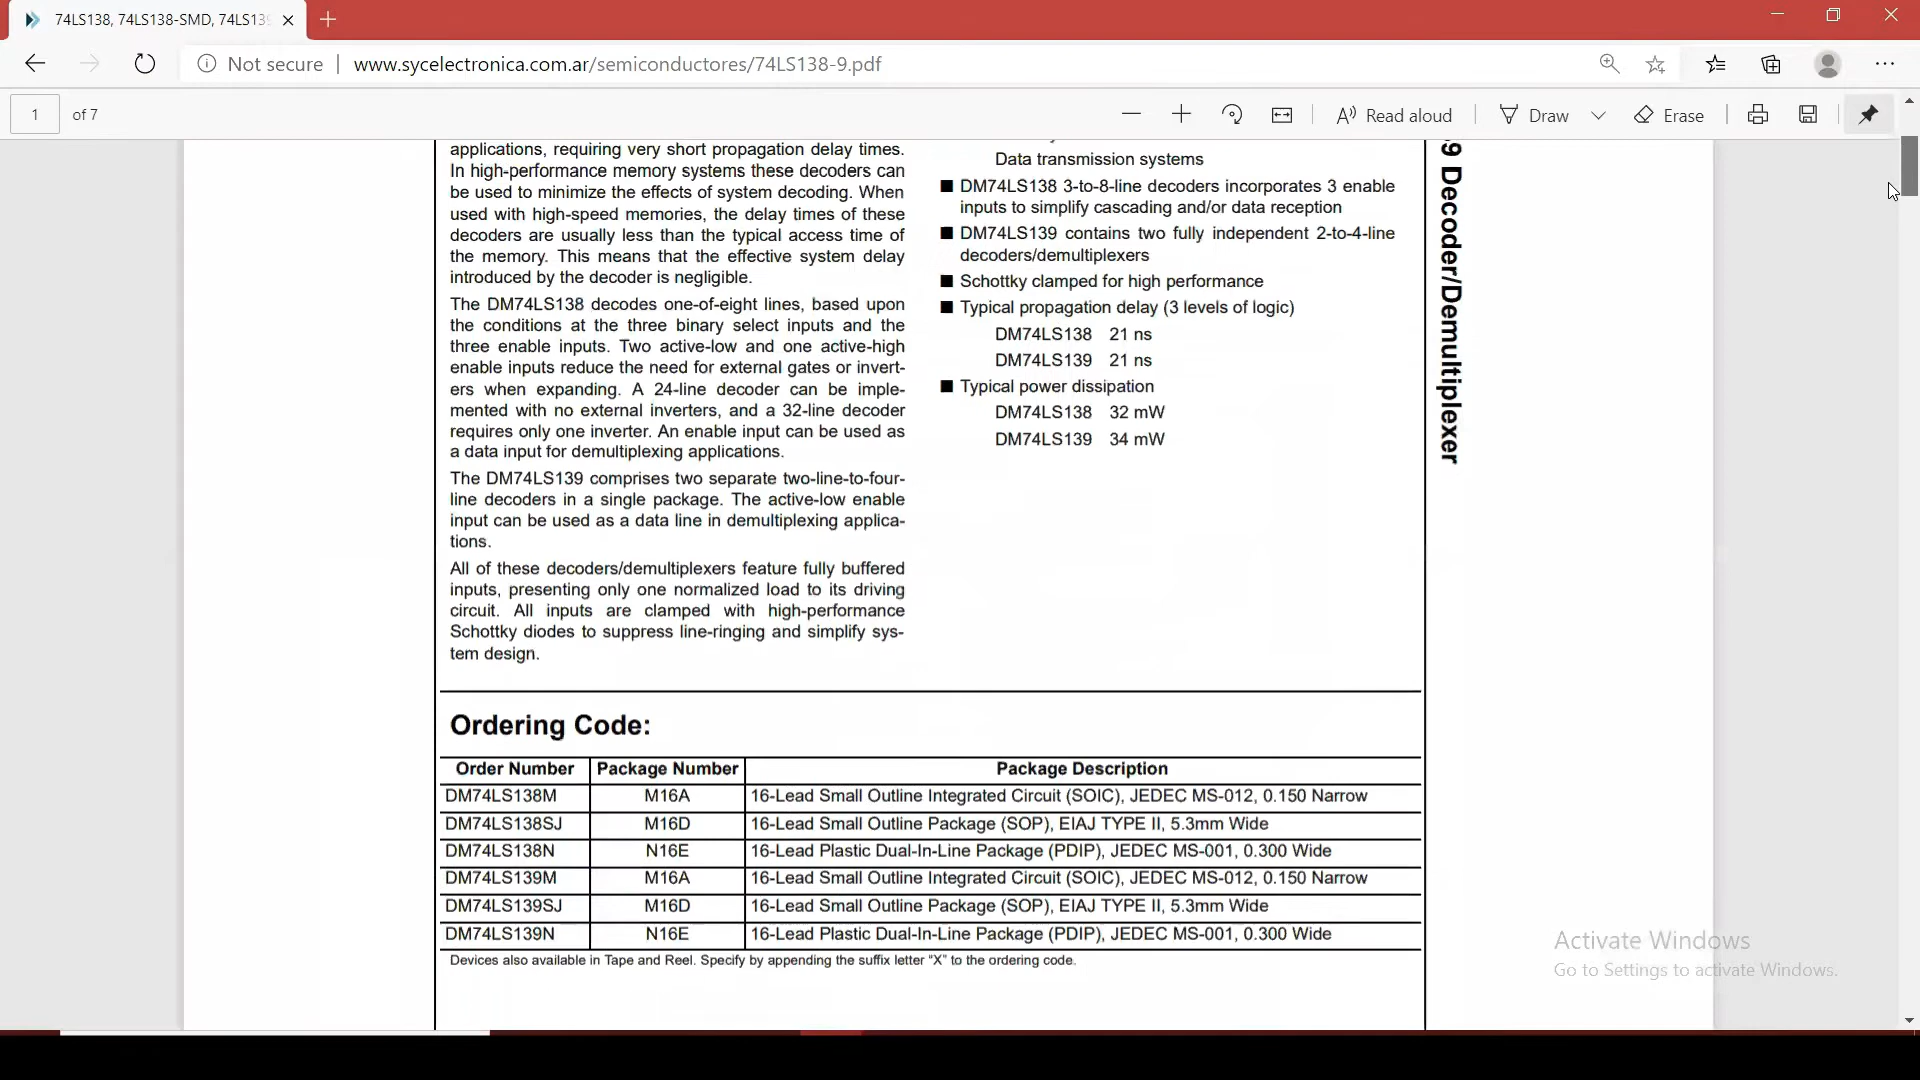 74LS138, 74LS138-SMD, 74LS139
Not secure
www.sycelectronica.com.ar/semiconductores/74LS138-9.pdf
1 of 7
Read aloud
Draw
Erase
applications, requiring very short propagation delay times.
In high-performance memory systems these decoders can
be used to minimize the effects of system decoding. When
used with high-speed memories, the delay times of these
decoders are usually less than the typical access time of
the memory. This means that the effective system delay
introduced by the decoder is negligible.
The DM74LS138 decodes one-of-eight lines, based upon
the conditions at the three binary select inputs and the
three enable inputs. Two active-low and one active-high
enable inputs reduce the need for external gates or invert-
ers when expanding. A 24-line decoder can be imple-
mented with no external inverters, and a 32-line decoder
requires only one inverter. An enable input can be used as
a data input for demultiplexing applications.
The DM74LS139 comprises two separate two-line-to-four-
line decoders in a single package. The active-low enable
input can be used as a data line in demultiplexing applica-
tions.
All of these decoders/demultiplexers feature fully buffered
inputs, presenting only one normalized load to its driving
circuit. All inputs are clamped with high-performance
Schottky diodes to suppress line-ringing and simplify sys-
tem design.
Data transmission systems
■ DM74LS138 3-to-8-line decoders incorporates 3 enable
inputs to simplify cascading and/or data reception
■ DM74LS139 contains two fully independent 2-to-4-line
decoders/demultiplexers
■ Schottky clamped for high performance
■ Typical propagation delay (3 levels of logic)
DM74LS138 21 ns
DM74LS139 21 ns
■ Typical power dissipation
DM74LS138 32 mW
DM74LS139 34 mW
9 Decoder/Demultiplexer
Ordering Code:
Order Number Package Number Package Description
DM74LS138M M16A 16-Lead Small Outline Integrated Circuit (SOIC), JEDEC MS-012, 0.150 Narrow
DM74LS138SJ M16D 16-Lead Small Outline Package (SOP), EIAJ TYPE II, 5.3mm Wide
DM74LS138N N16E 16-Lead Plastic Dual-In-Line Package (PDIP), JEDEC MS-001, 0.300 Wide
DM74LS139M M16A 16-Lead Small Outline Integrated Circuit (SOIC), JEDEC MS-012, 0.150 Narrow
DM74LS139SJ M16D 16-Lead Small Outline Package (SOP), EIAJ TYPE II, 5.3mm Wide
DM74LS139N N16E 16-Lead Plastic Dual-In-Line Package (PDIP), JEDEC MS-001, 0.300 Wide
Devices also available in Tape and Reel. Specify by appending the suffix letter “X” to the ordering code.
Activate Windows
Go to Settings to activate Windows.